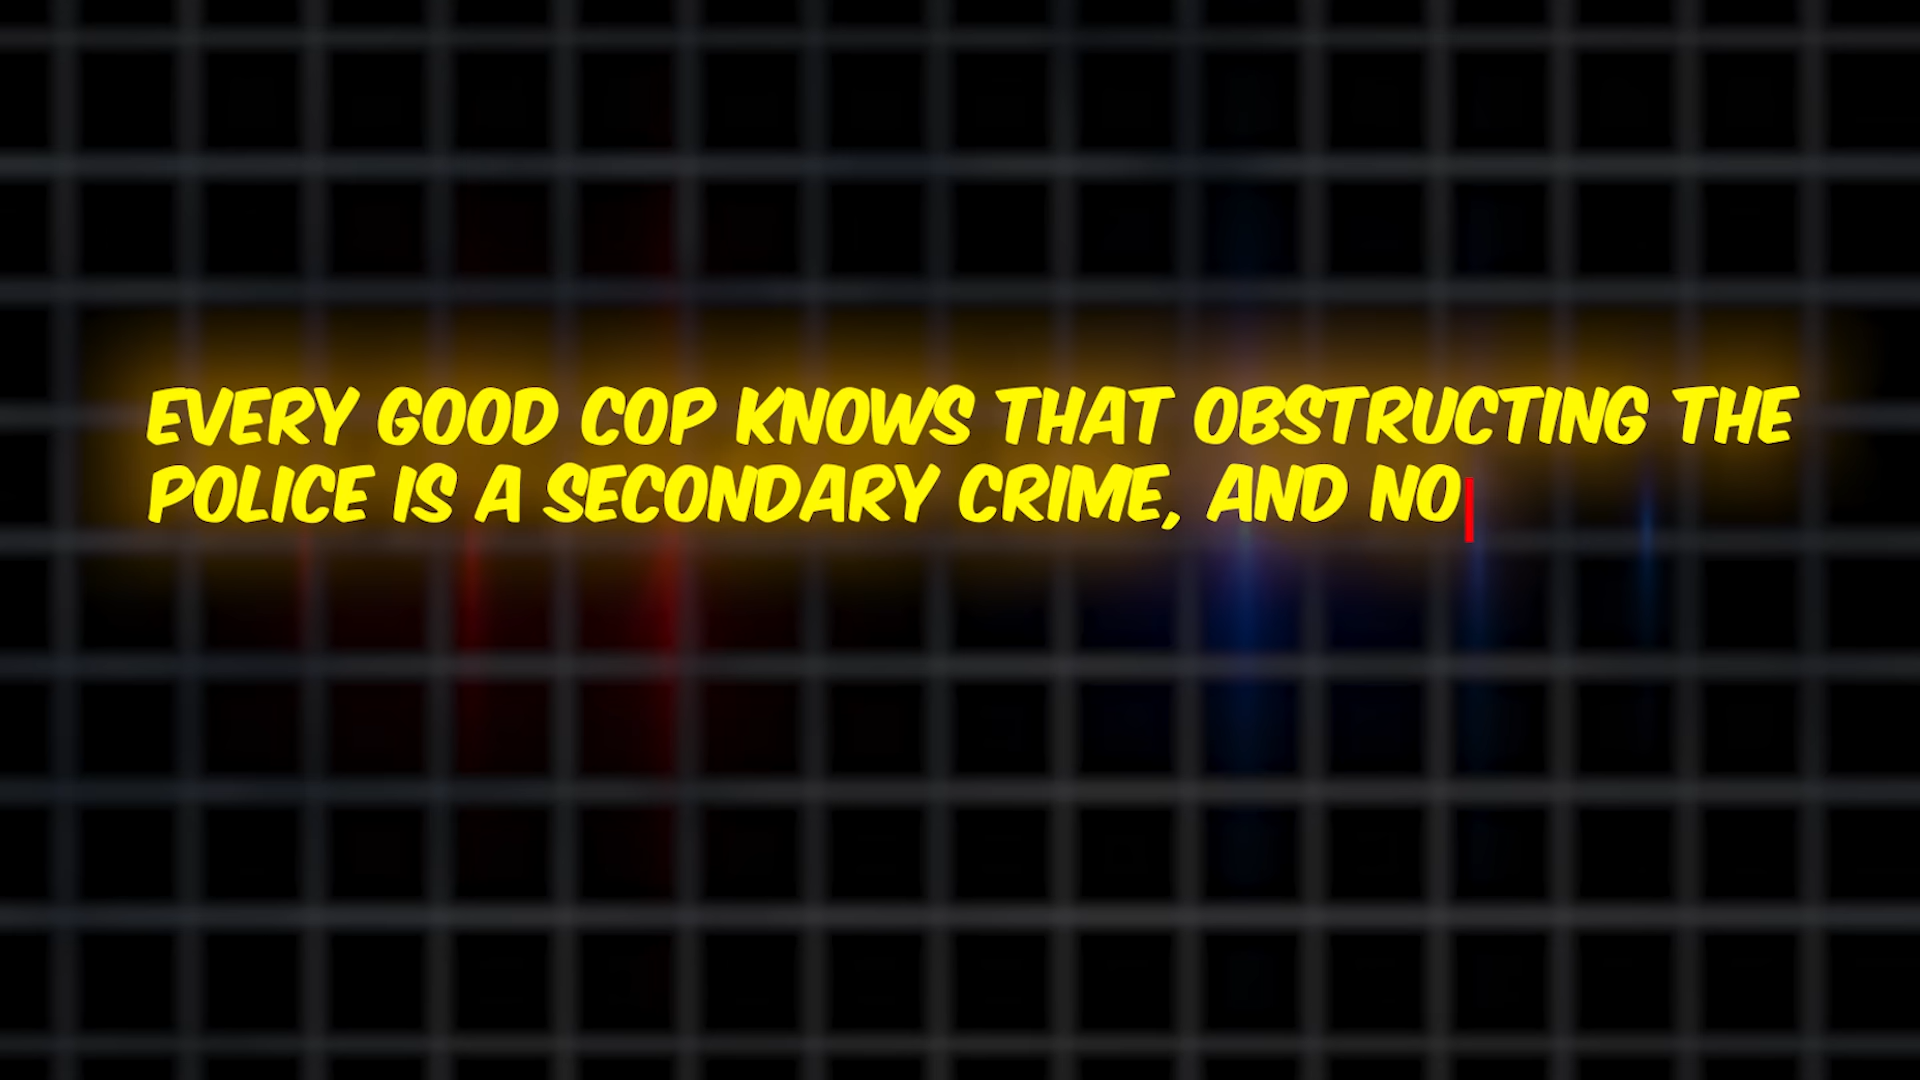 EVERY GOOD COP KNOWS THAT OBSTRUCTING THE
POLICE IS A SECONDARY CRIME, AND NO